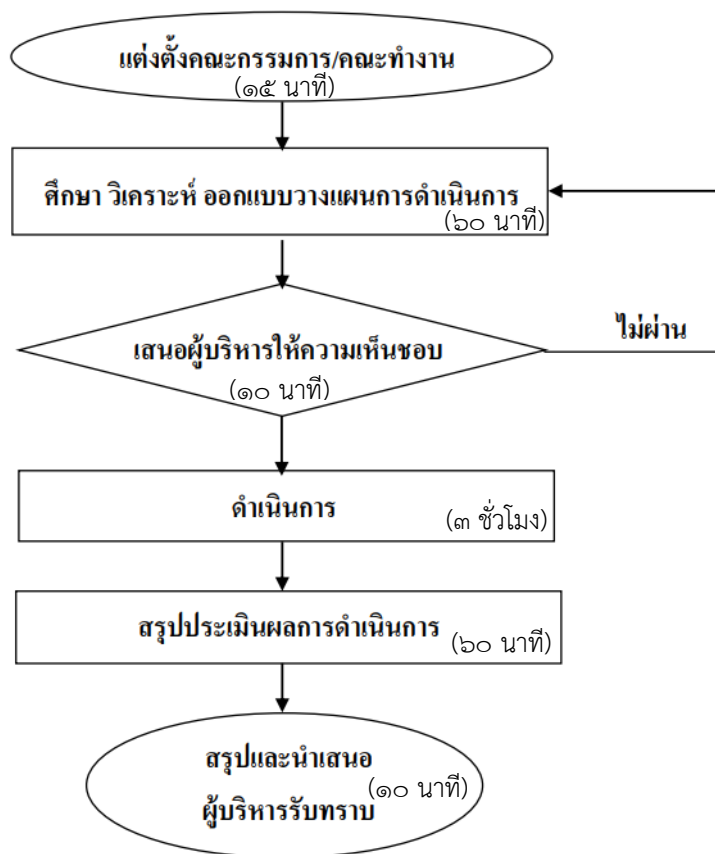 แต่งตั้งคณะกรรมการ/คณะทำงาน
(๑๕ นาที)
ศึกษา วิเคราะห์ ออกแบบวางแผนการดำเนินการ
(๖๐ นาที)
ไม่ผ่าน
เสนอผู้บริหารให้ความเห็นชอบ
(๑๐ นาที)
ดำเนินการ
(๓ ชั่วโมง)
สรุปประเมินผลการดำเนินการ
(๖๐ นาที)
สรุปและนำเสนอ
(๑๐ นาที)
ผู้บริหารรับทราบ